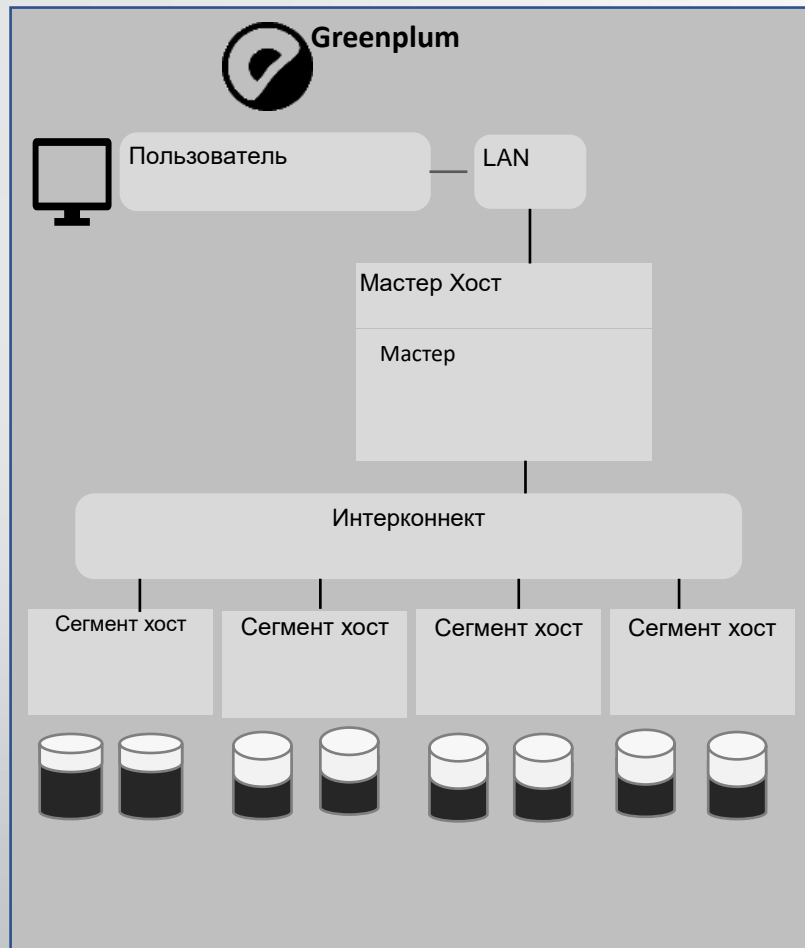 Greenplum
Пользователь
LAN
Мастер Хост
Мастер
Интерконнект
Сегмент хост
Сегмент хост
Сегмент хост
Сегмент хост